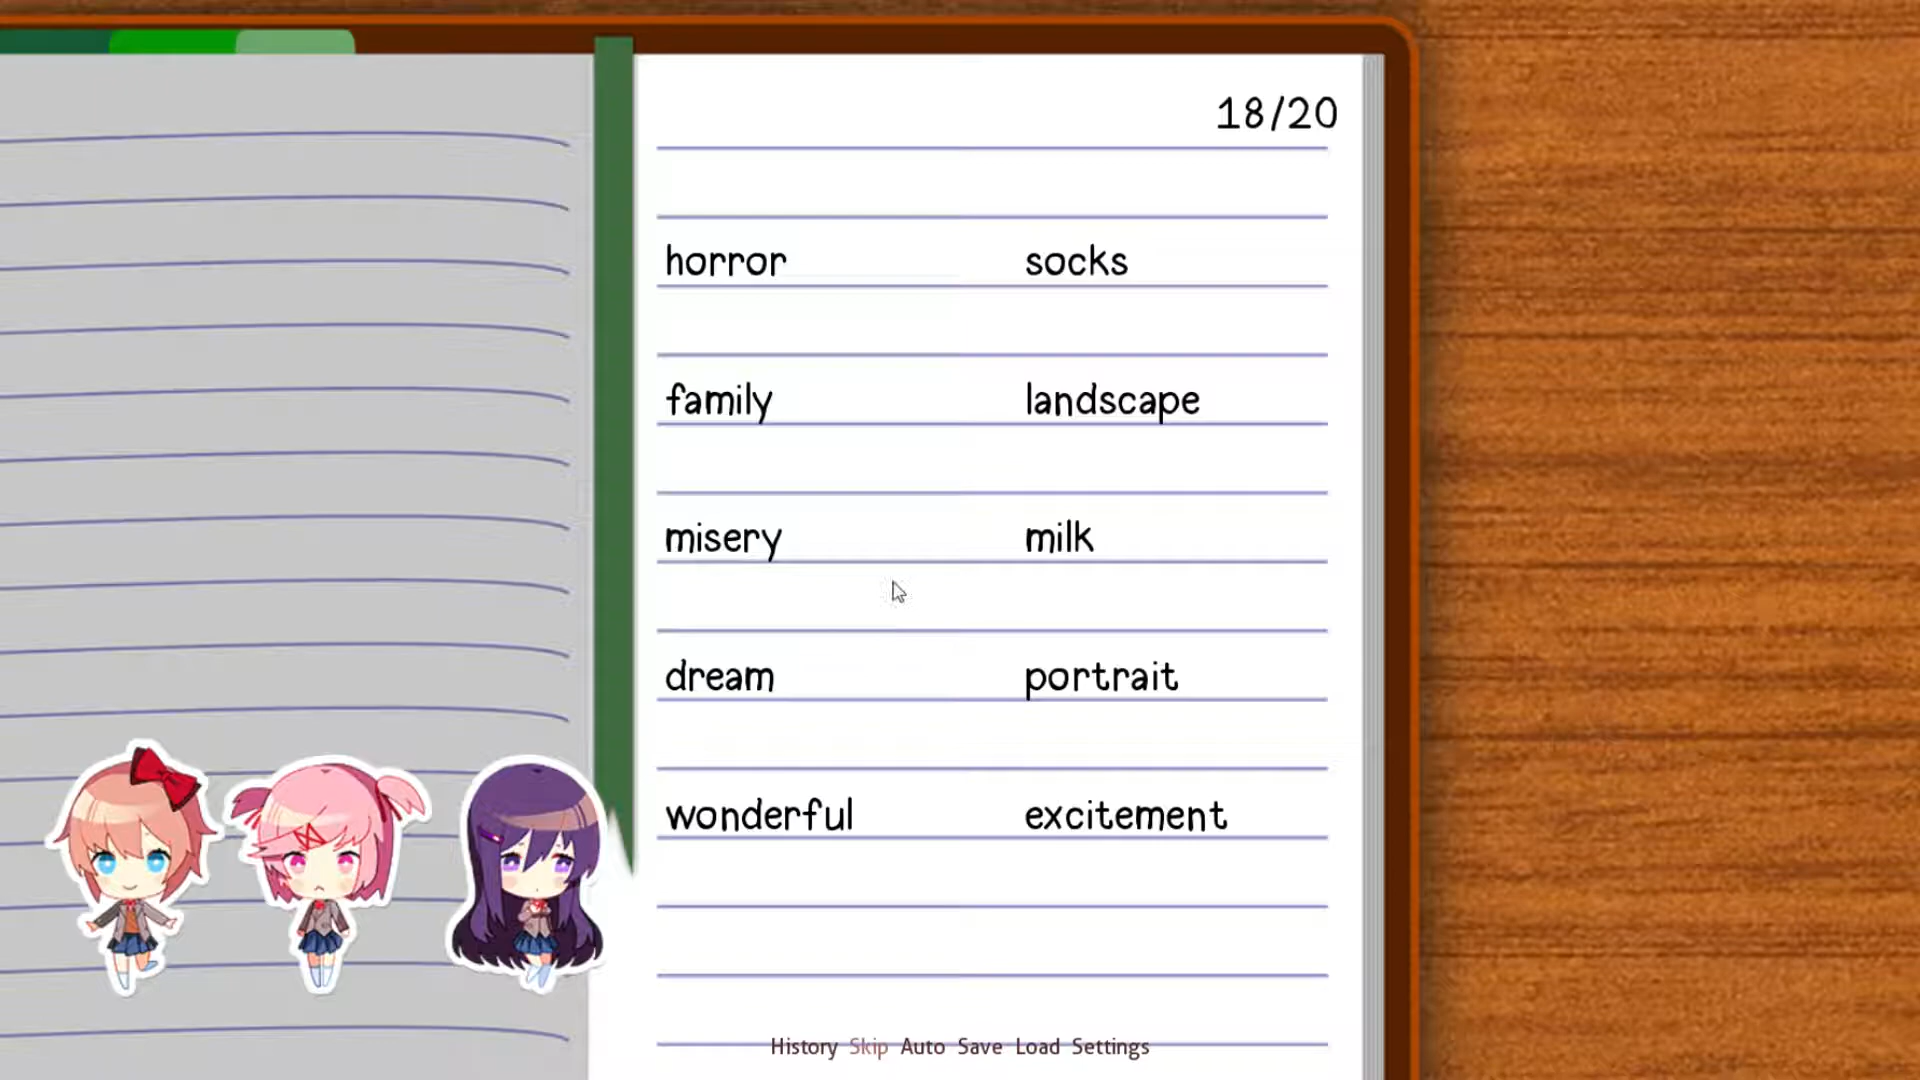 18/20
horror socks
family landscape
misery milk
dream portrait
wonderful excitement
History Skip Auto Save Load Settings